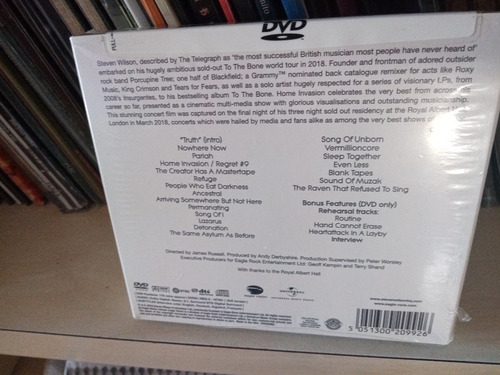 DVD
Steven Wilson, described by The Telegraph as 'the most successful British musician most people have never heard of'
embarked on his hugely ambitious sold-out To The Bone world tour in 2018. Founder and frontman of adored outsider
rock band Porcupine Tree; one half of Blackfield; a Grammy™ nominated back catalogue remixer for acts like Roxy
Music, King Crimson and Tears for Fears, as well as a solo artist hugely respected for a series of visionary LPs, from
2008's Insurgentes, to his bestselling album To The Bone. Home Invasion celebrates the very best from across
career so far, presented as a cinematic multi-media show with glorious visualisations and outstanding musicianship.
This stunning concert film was captured on the final night of his three night sold out residency at the Royal Albert
London in March 2018, concerts which were hailed by media and fans alike as among the very best shows of
"Truth" (intro)
Nowhere Now
Pariah
Home Invasion / Regret #9
The Creator Has A Mastertape
Refuge
People Who Eat Darkness
Ancestral
Arriving Somewhere But Not Here
Permanating
Song Of I
Lazarus
Detonation
The Same Asylum As Before
Song Of Unborn
Vermillioncore
Sleep Together
Even Less
Blank Tapes
Sound Of Muzak
The Raven That Refused To Sing
Bonus Features (DVD only)
Rehearsal tracks:
Routine
Hand Cannot Erase
Heartattack In A Layby
Interview
Directed by James Russell, Produced by Andy Derbyshire, Production Supervised by Peter Worsley
Executive Producers for Eagle Rock Entertainment Ltd: Geoff Kempin and Terry Shand
With thanks to the Royal Albert Hall.
DVD
dts
UNIVERSAL
5 051300 209926